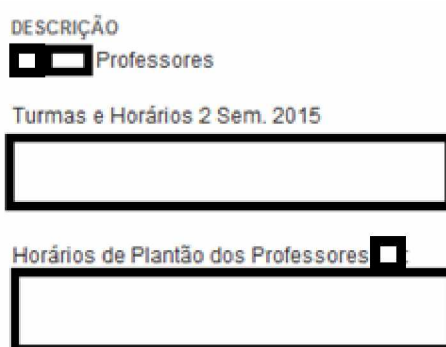 DESCRIÇÃO
Professores
Turmas e Horários 2 Sem. 2015
Horários de Plantão dos Professores :